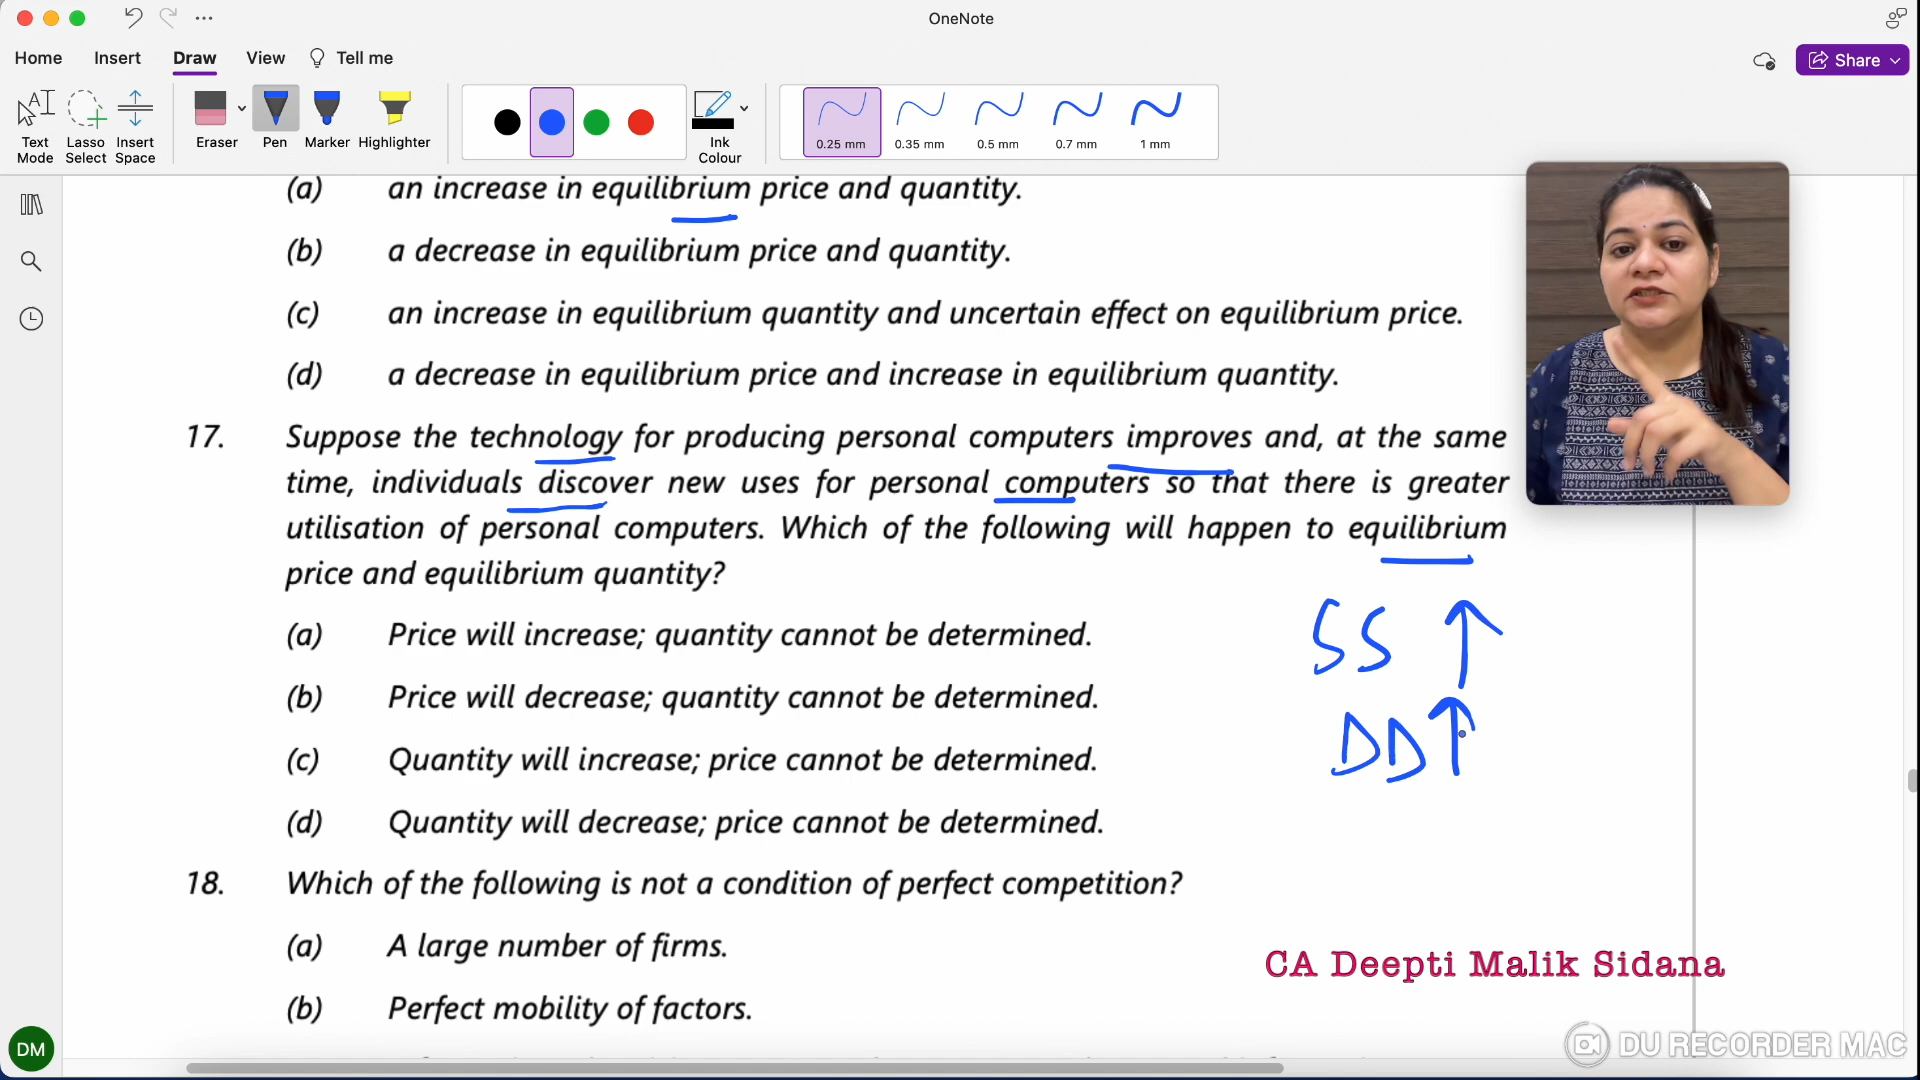 OneNote
Home Insert Draw View Tell me
Share
Text Mode
Lasso Select
Insert Space
Eraser
Pen
Marker
Highlighter
Ink Colour
0.25 mm
0.35 mm
0.5 mm
0.7 mm
1 mm
(a) an increase in equilibrium price and quantity.
(b) a decrease in equilibrium price and quantity.
(c) an increase in equilibrium quantity and uncertain effect on equilibrium price.
(d) a decrease in equilibrium price and increase in equilibrium quantity.
17. Suppose the technology for producing personal computers improves and, at the same
time, individuals discover new uses for personal computers so that there is greater
utilisation of personal computers. Which of the following will happen to equilibrium
price and equilibrium quantity?
(a) Price will increase; quantity cannot be determined.
(b) Price will decrease; quantity cannot be determined.
(c) Quantity will increase; price cannot be determined.
(d) Quantity will decrease; price cannot be determined.
SS ↑
DD ↑
18. Which of the following is not a condition of perfect competition?
(a) A large number of firms.
(b) Perfect mobility of factors.
CA Deepti Malik Sidana
DM
DU RECORDER MAC